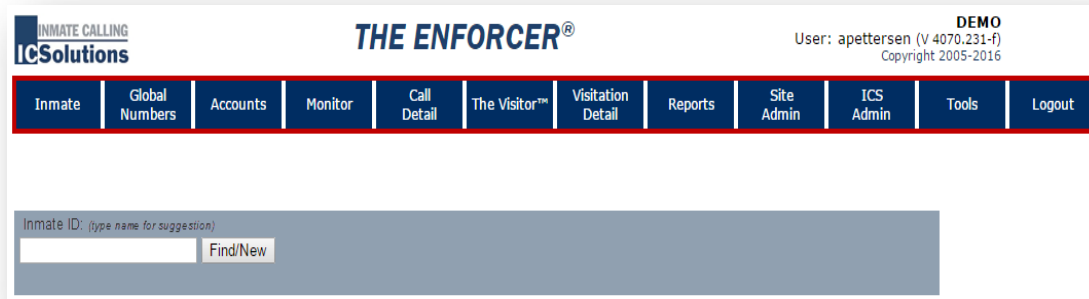 INMATE CALLING
ICSolutions
THE ENFORCER®
DEMO
User: apettersen (V 4070.231-f)
Copyright 2005-2016
Inmate
Global
Numbers
Accounts
Monitor
Call
Detail
The Visitor™
Visitation
Detail
Reports
Site
Admin
ICS
Admin
Tools
Logout
Inmate ID: (type name for suggestion)
Find/New